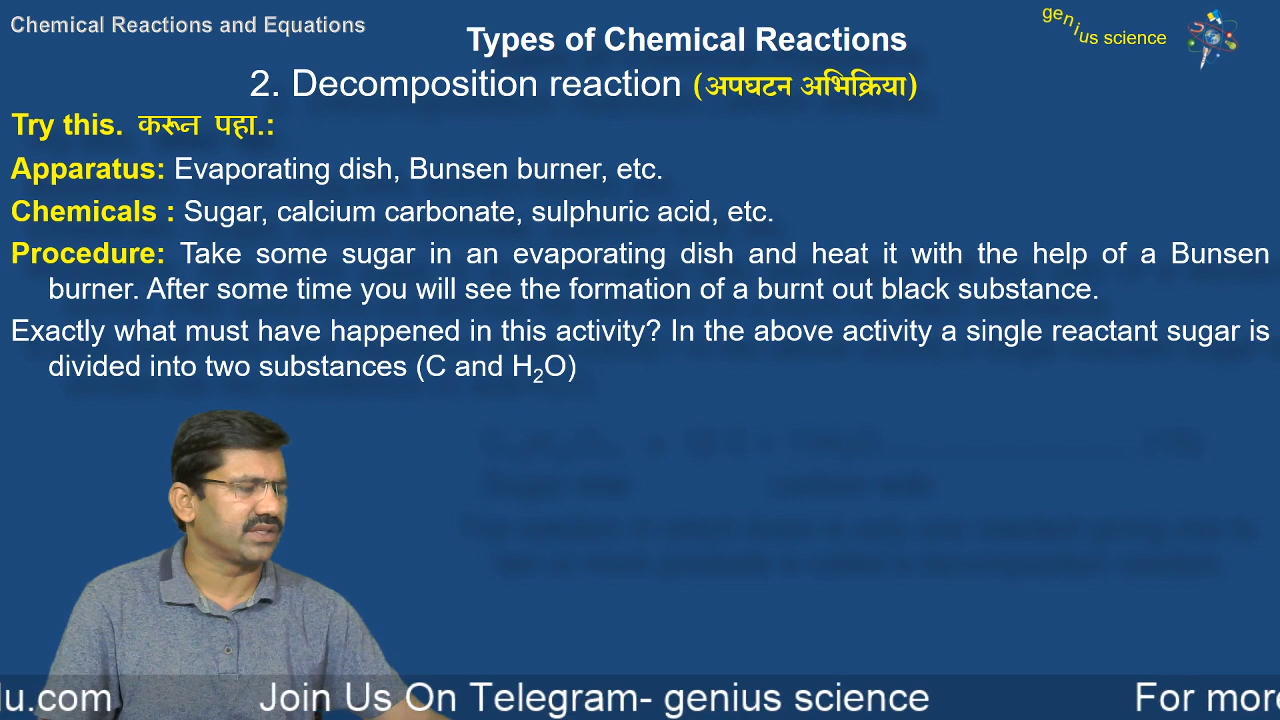 Chemical Reactions and Equations
genius science
Types of Chemical Reactions
2. Decomposition reaction (अपघटन अभिक्रिया)
Try this. करून पहा.:
Apparatus: Evaporating dish, Bunsen burner, etc.
Chemicals : Sugar, calcium carbonate, sulphuric acid, etc.
Procedure: Take some sugar in an evaporating dish and heat it with the help of a Bunsen
burner. After some time you will see the formation of a burnt out black substance.
Exactly what must have happened in this activity? In the above activity a single reactant sugar is
divided into two substances (C and H₂O)
du.com Join Us On Telegram- genius science For more